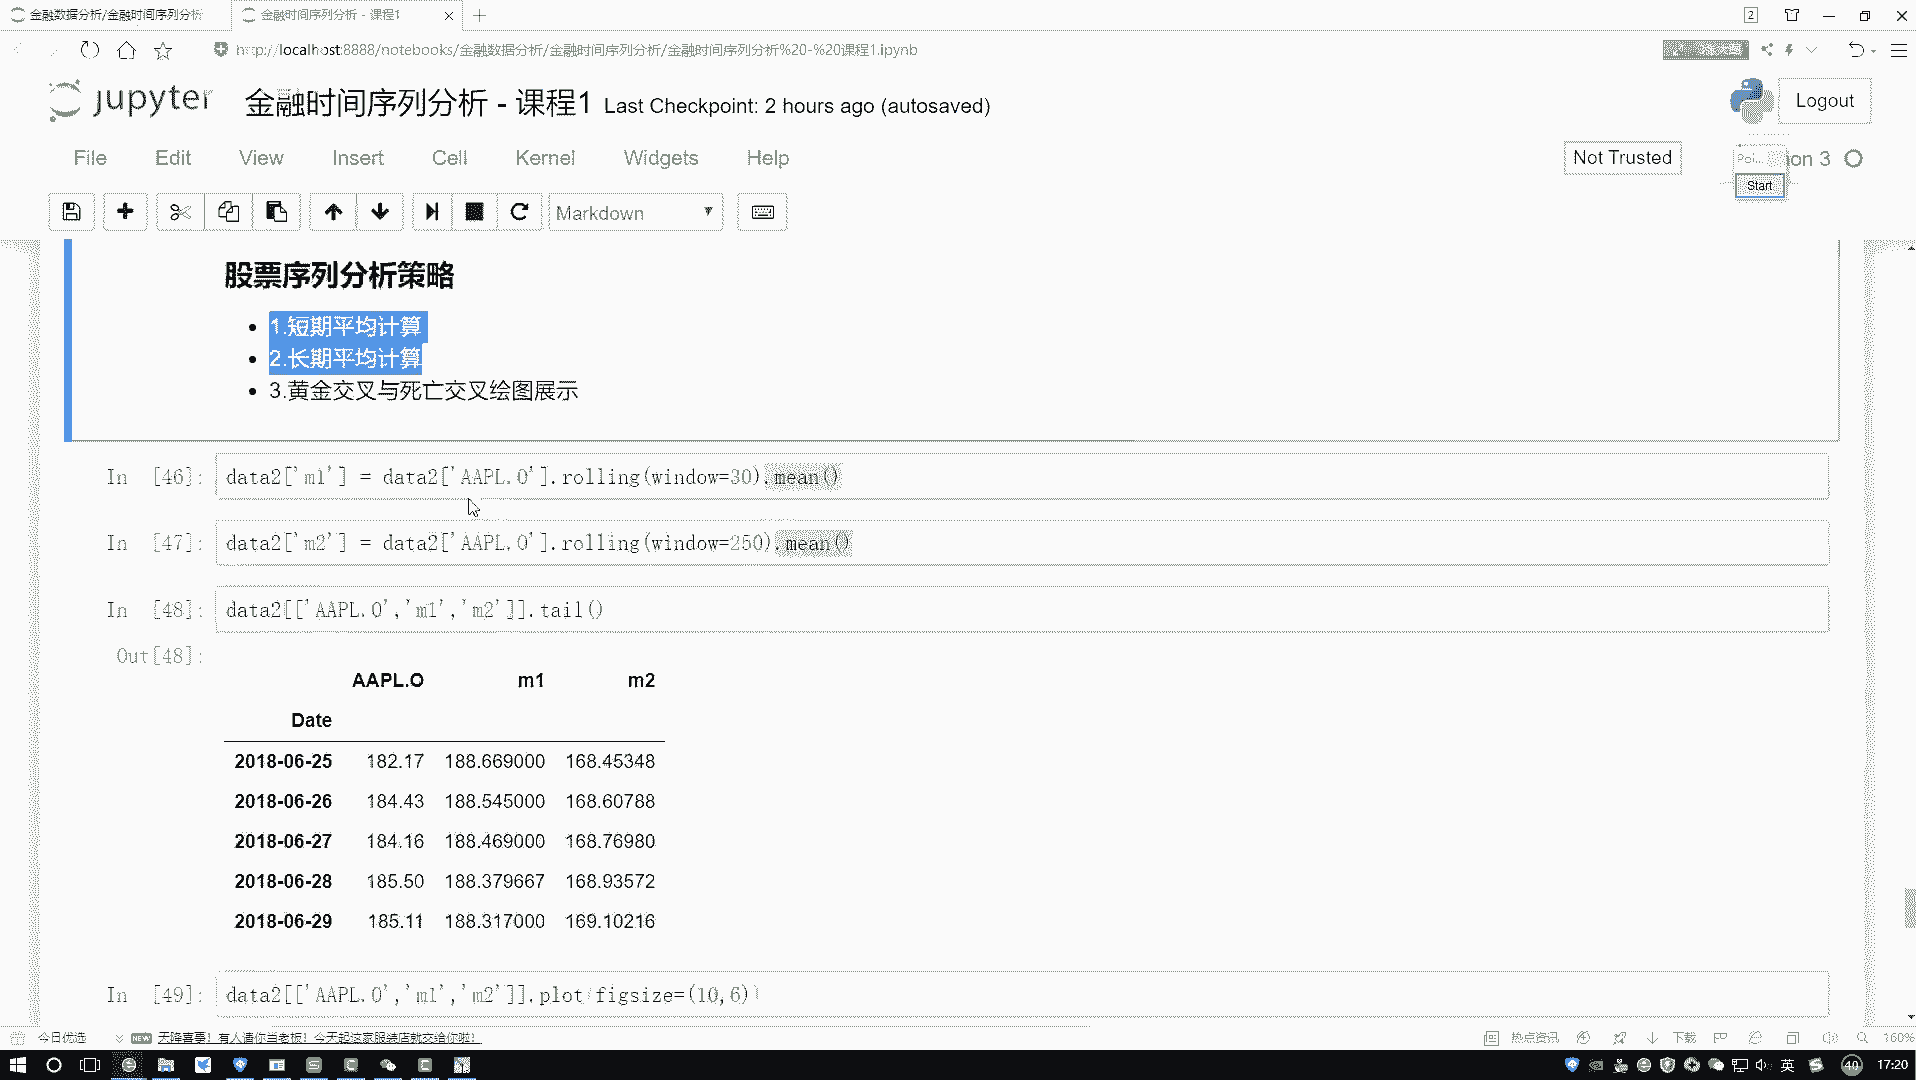 金融数据分析/金融时间序列分析
金融时间序列分析 - 课程1
2
http://localhost:8888/notebooks/金融数据分析/金融时间序列分析/金融时间序列分析%20-%20课程1.ipynb
jupyter 金融时间序列分析 - 课程1 Last Checkpoint: 2 hours ago (autosaved)
Logout
File Edit View Insert Cell Kernel Widgets Help
Not Trusted
Poi... on 3
Start
Markdown
股票序列分析策略
1.短期平均计算
2.长期平均计算
3.黄金交叉与死亡交叉绘图展示
In [46]: data2['m1'] = data2['AAPL.O'].rolling(window=30).mean()
In [47]: data2['m2'] = data2['AAPL.O'].rolling(window=250).mean()
In [48]: data2[['AAPL.O','m1','m2']].tail()
Out[48]:
AAPL.O m1 m2
Date
2018-06-25 182.17 188.669000 168.45348
2018-06-26 184.43 188.545000 168.60788
2018-06-27 184.16 188.469000 168.76980
2018-06-28 185.50 188.379667 168.93572
2018-06-29 185.11 188.317000 169.10216
In [49]: data2[['AAPL.O','m1','m2']].plot(figsize=(10,6))
今日优选 NEW 天降喜事！有人请你当老板！今天起这家服装店就交给你啦！ 热点资讯 下载 160%
英 40 17:20